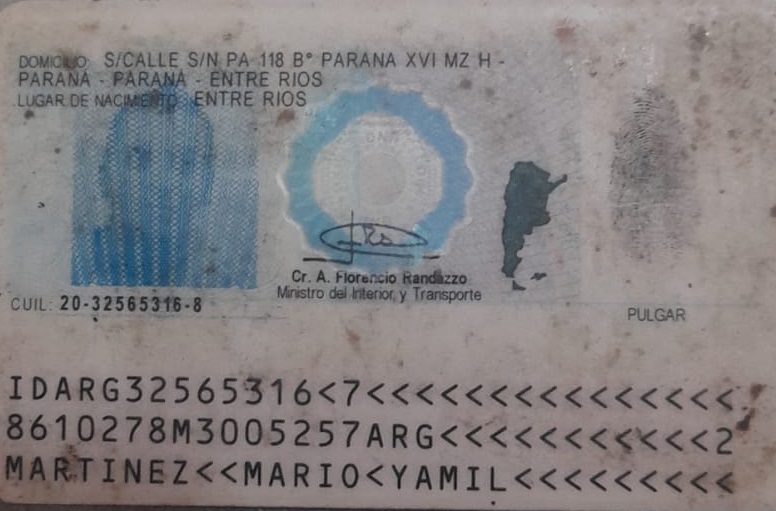 DOMICILIO: S/CALLE S/N PA 118 B° PARANA XVI MZ H -
PARANA - PARANA - ENTRE RIOS
LUGAR DE NACIMIENTO: ENTRE RIOS
Cr. A. Florencio Randazzo
Ministro del Interior y Transporte
CUIL: 20-32565316-8
PULGAR
IDARG32565316<7<<<<<<<<<<<<<<<
8610278M3005257ARG<<<<<<<<<<<2
MARTINEZ<<MARIO<YAMIL<<<<<<<<<